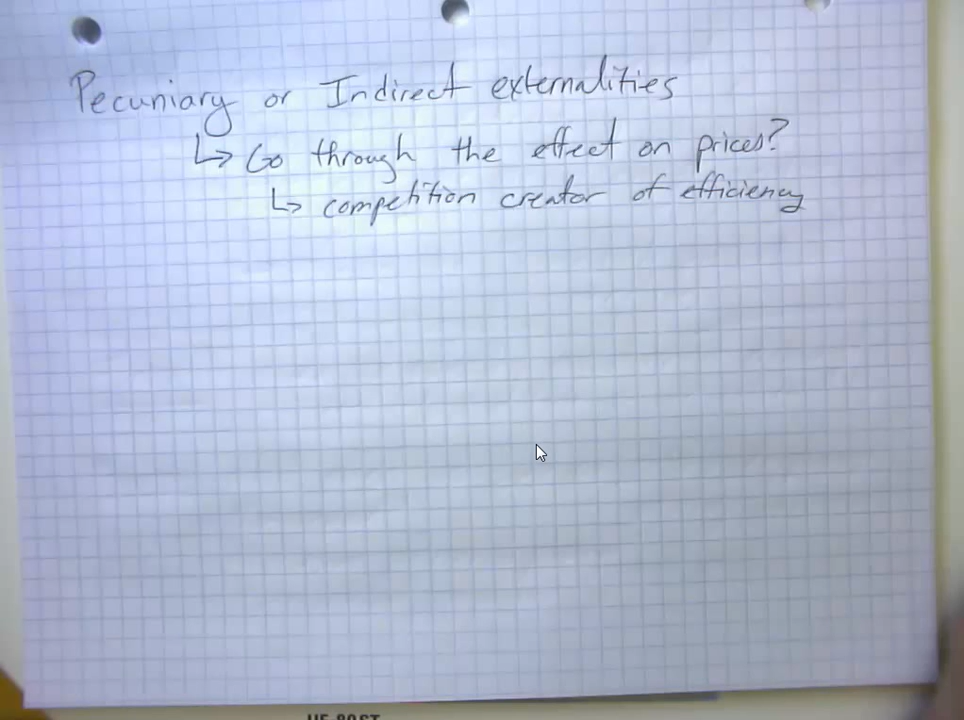 Pecuniary or Indirect externalities
↳ Go through the effect on prices?
↳ competition creator of efficiency